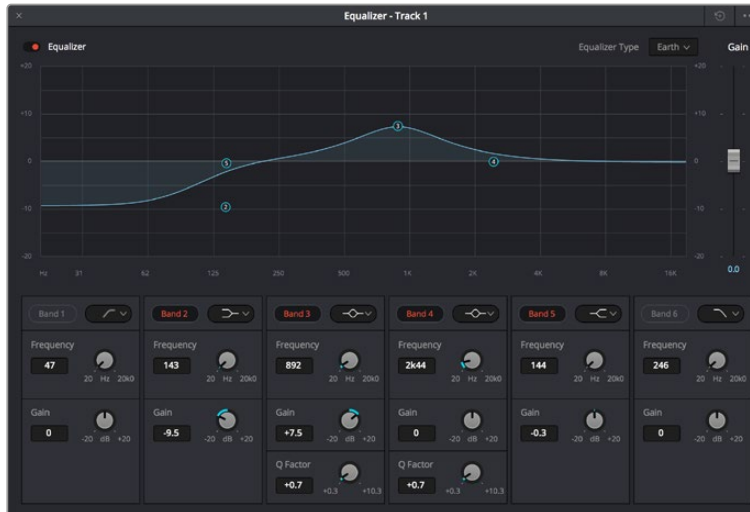 × Equalizer - Track 1
Equalizer Equalizer Type Earth Gain
+20 +20
+10 +10
0 0
-10 -10
-20 -20
5 3 4 2
Hz 31 62 125 250 500 1K 2K 4K 8K 16K
0.0
Band 1 Band 2 Band 3 Band 4 Band 5 Band 6
Frequency Frequency Frequency Frequency Frequency Frequency
47 143 892 2k44 144 246
20 Hz 20k0 20 Hz 20k0 20 Hz 20k0 20 Hz 20k0 20 Hz 20k0 20 Hz 20k0
Gain Gain Gain Gain Gain Gain
0 -9.5 +7.5 0 -0.3 0
-20 dB +20 -20 dB +20 -20 dB +20 -20 dB +20 -20 dB +20 -20 dB +20
Q Factor Q Factor
+0.7 +0.7
+0.3 +10.3 +0.3 +10.3